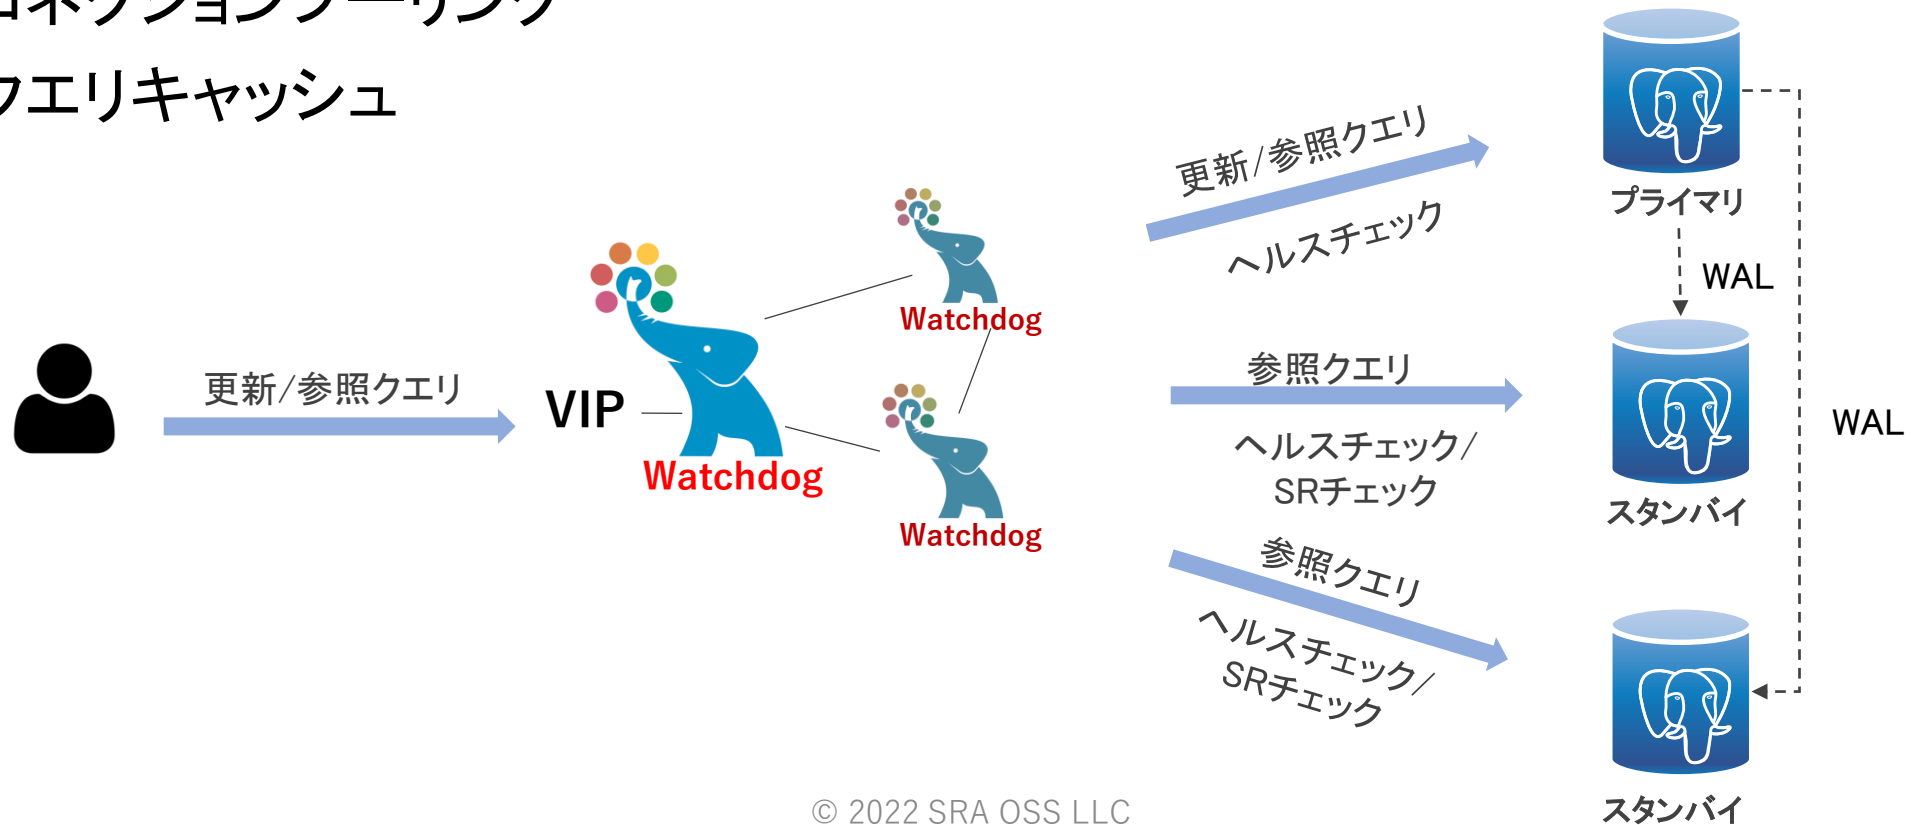 コネクションプーリング
クエリキャッシュ
更新/参照クエリ
VIP
Watchdog
Watchdog
Watchdog
更新/参照クエリ
ヘルスチェック
参照クエリ
ヘルスチェック/
SRチェック
参照クエリ
ヘルスチェック/
SRチェック
プライマリ
WAL
スタンバイ
WAL
スタンバイ
© 2022 SRA OSS LLC